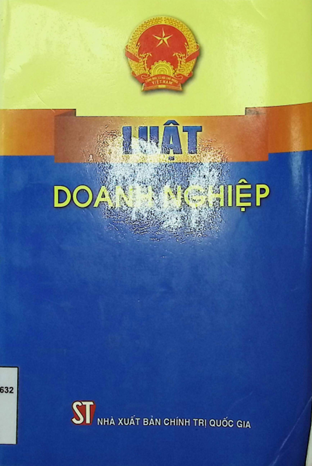 LUẬT
DOANH NGHIỆP
632
ST NHÀ XUẤT BẢN CHÍNH TRỊ QUỐC GIA